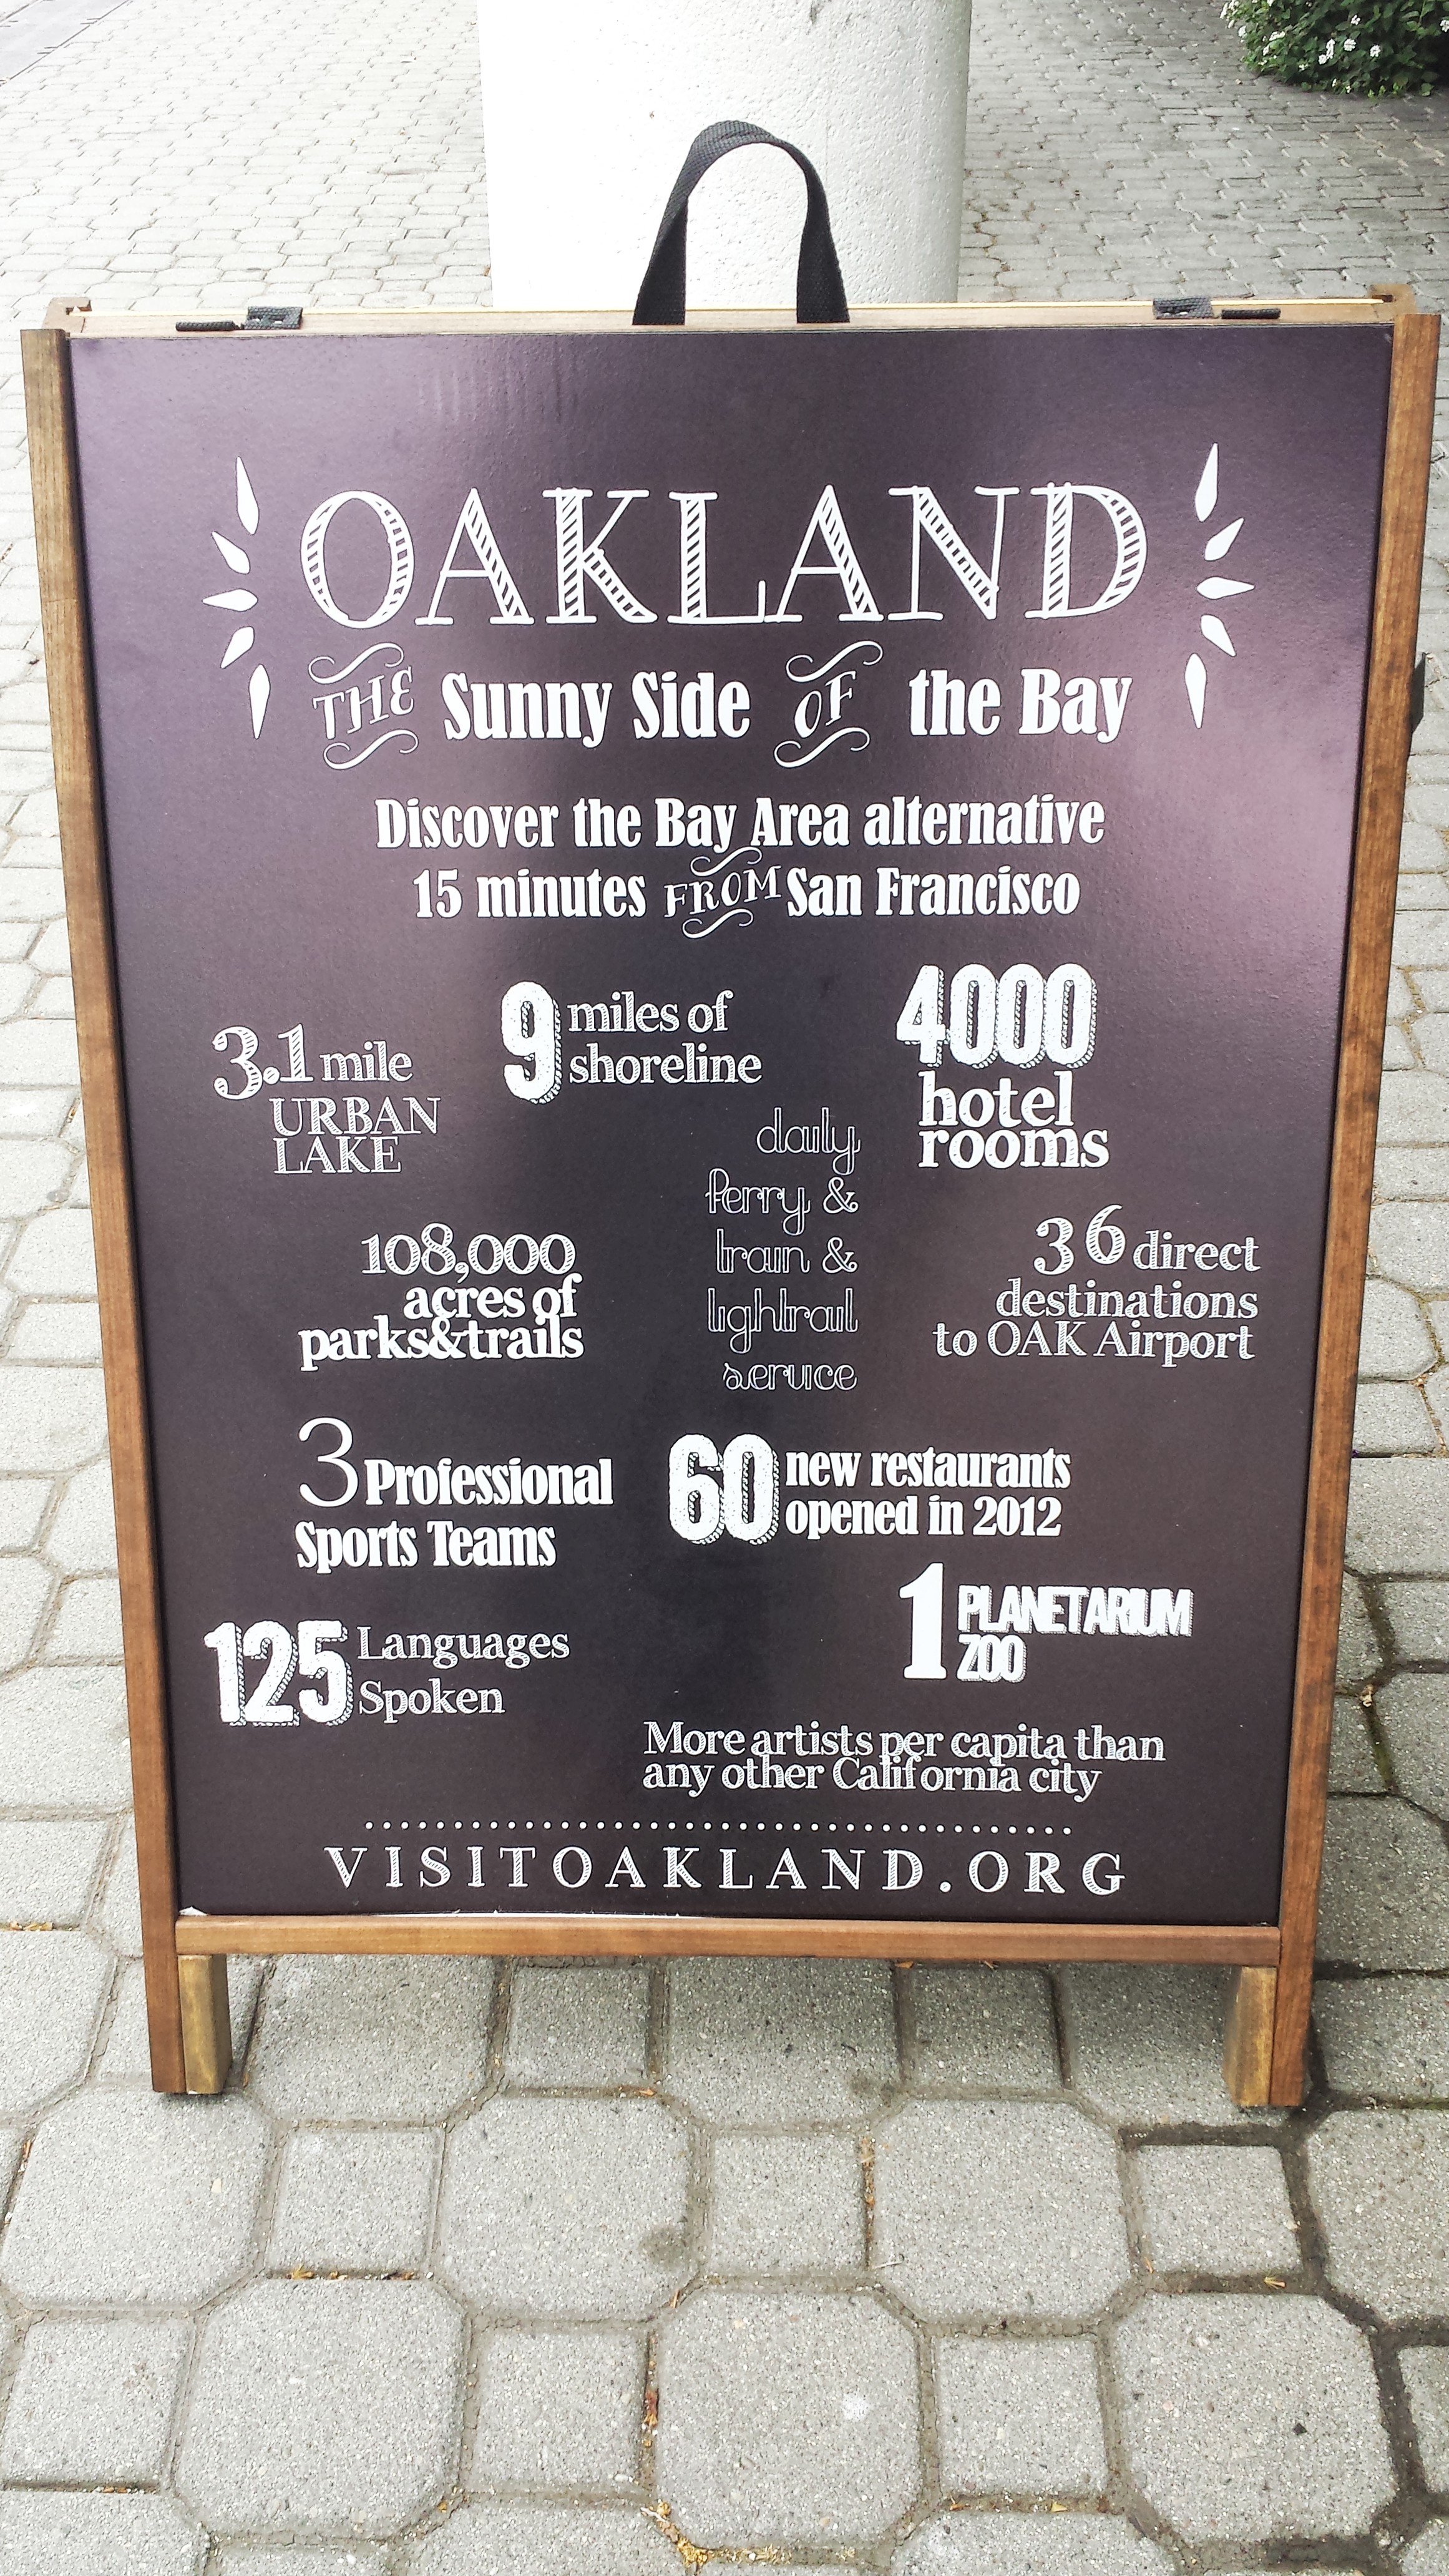 OAKLAND
THE Sunny Side OF the Bay
Discover the Bay Area alternative
15 minutes FROM San Francisco
3.1 mile
URBAN
LAKE
9 miles of
shoreline
4000
hotel
rooms
daily
ferry &
train &
lightrail
service
108,000
acres of
parks&trails
36 direct
destinations
to OAK Airport
3 Professional
Sports Teams
60 new restaurants
opened in 2012
1 PLANETARIUM
ZOO
125 Languages
Spoken
More artists per capita than
any other California city
VISITOAKLAND.ORG